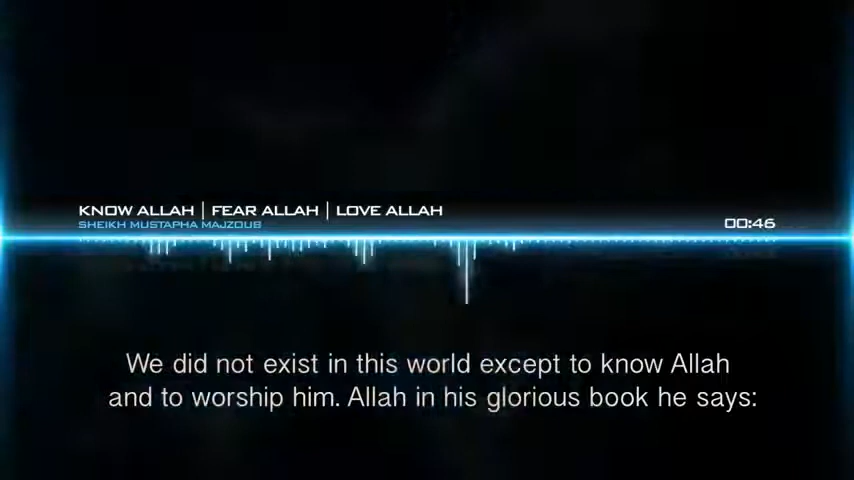 KNOW ALLAH | FEAR ALLAH | LOVE ALLAH
SHEIKH MUSTAPHA MAJZOUB
00:46
We did not exist in this world except to know Allah
and to worship him. Allah in his glorious book he says: